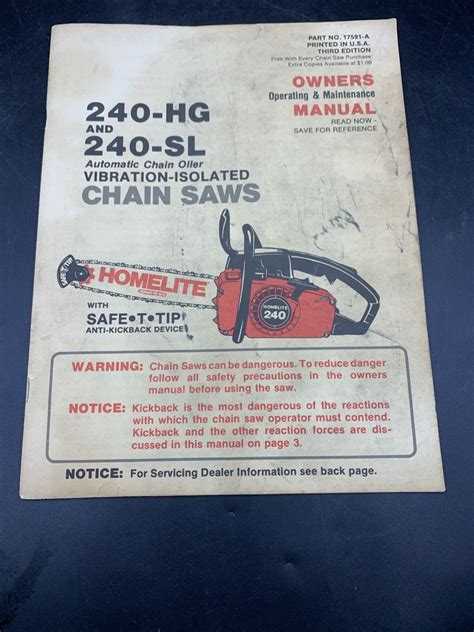 PART NO. 17591-A
PRINTED IN U.S.A.
THIRD EDITION
Free With Every Chain Saw Purchase
Extra Copies Available at $1.00
OWNERS
Operating & Maintenance
MANUAL
READ NOW -
SAVE FOR REFERENCE
240-HG
AND
240-SL
Automatic Chain Oiler
VIBRATION-ISOLATED
CHAIN SAWS
SAFE-T-TIP
HOMELITE
HOMELITE
240
WITH
SAFE•T•TIP
ANTI-KICKBACK DEVICE
WARNING: Chain Saws can be dangerous. To reduce danger
follow all safety precautions in the owners
manual before using the saw.
NOTICE: Kickback is the most dangerous of the reactions
with which the chain saw operator must contend.
Kickback and the other reaction forces are dis-
cussed in this manual on page 3.
NOTICE: For Servicing Dealer Information see back page.